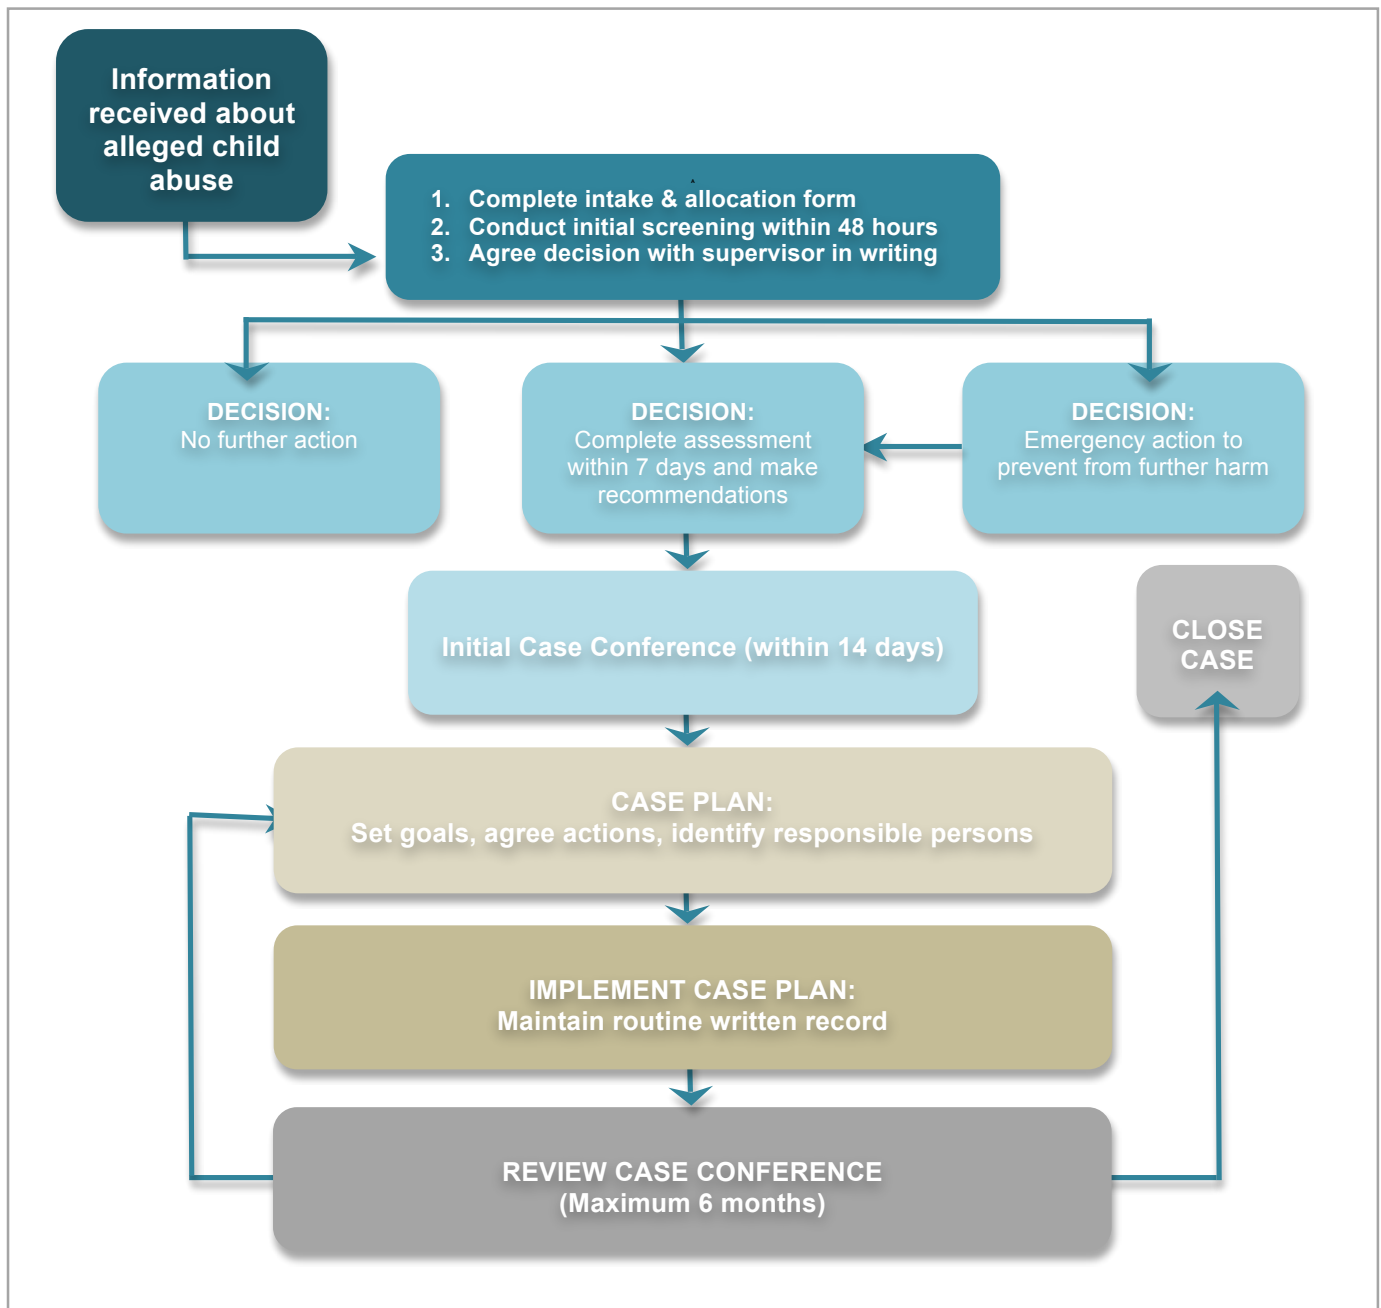 Information
received about
alleged child
abuse
1. Complete intake & allocation form
2. Conduct initial screening within 48 hours
3. Agree decision with supervisor in writing
DECISION:
No further action
DECISION:
Complete assessment
within 7 days and make
recommendations
DECISION:
Emergency action to
prevent from further harm
Initial Case Conference (within 14 days)
CLOSE
CASE
CASE PLAN:
Set goals, agree actions, identify responsible persons
IMPLEMENT CASE PLAN:
Maintain routine written record
REVIEW CASE CONFERENCE
(Maximum 6 months)